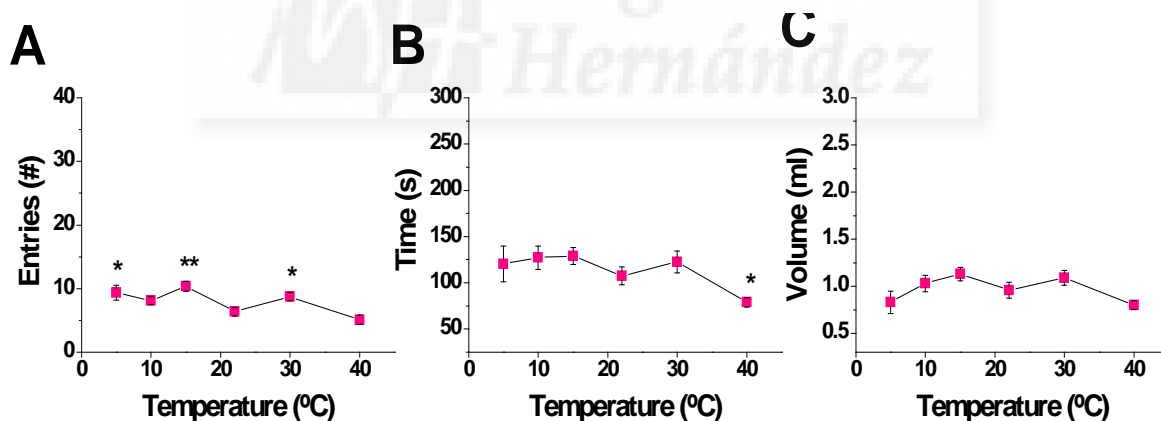 A
B
C
Hernández
Entries (#)
40
30
20
10
0
*
**
*
0 10 20 30 40
Temperature (ºC)
Time (s)
300
250
200
150
100
50
*
0 10 20 30 40
Temperature (ºC)
Volume (ml)
3.0
2.5
2.0
1.5
1.0
0.5
0 10 20 30 40
Temperature (ºC)